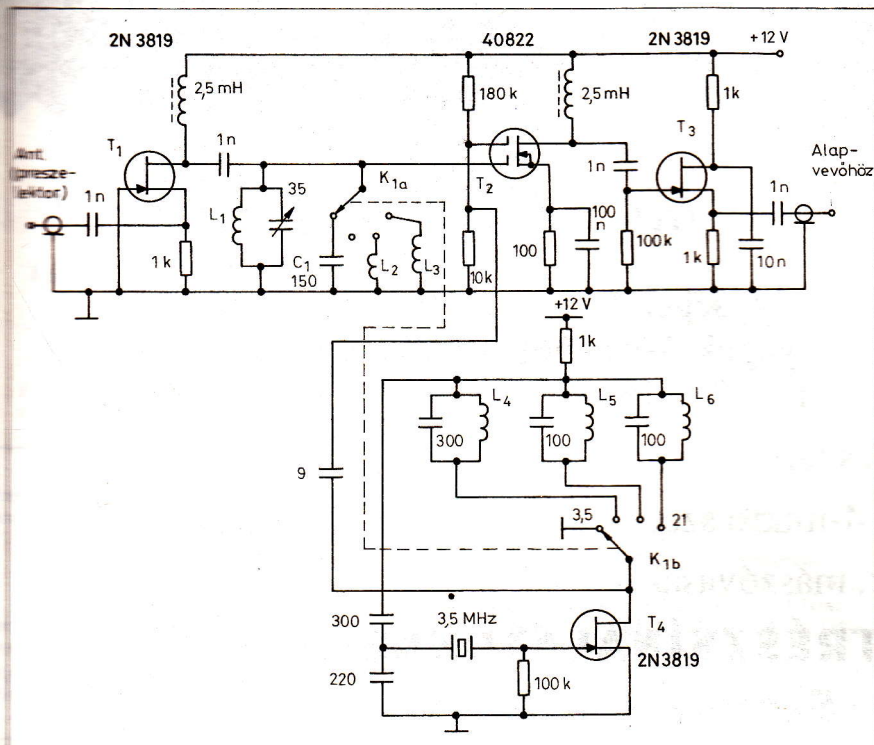 2N 3819
40822
2N 3819
+12 V
2,5 mH
180 k
2,5 mH
1k
T1
T2
T3
Ant.
(presze-
lektor)
Alap-
vevőhöz
1n
1n
K1a
1n
1n
L1
35
1k
C1
150
L2
L3
10k
100
100
n
100k
1k
10n
+12 V
1k
L4
L5
L6
300
100
100
9
3,5
21
K1b
300
3,5 MHz
T4
2N3819
220
100 k